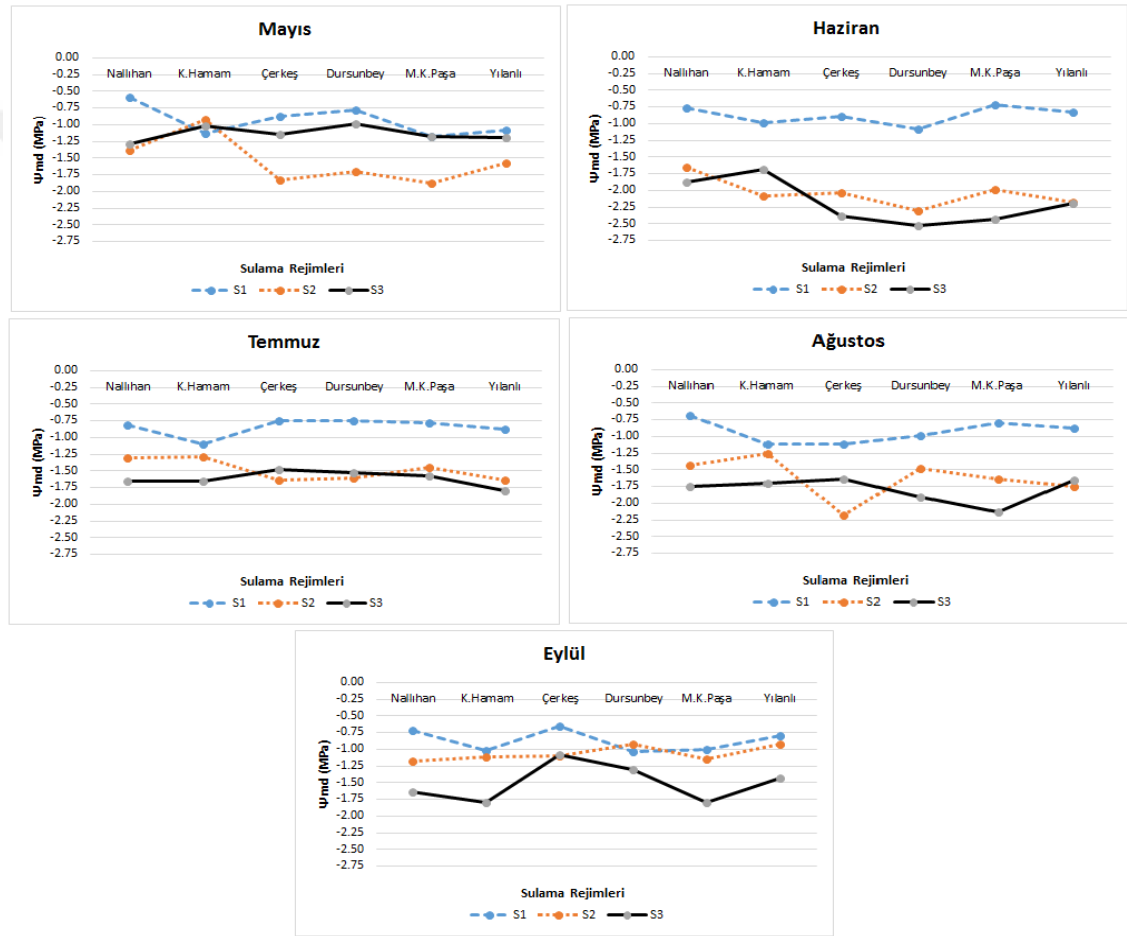 Mayıs
0.00
-0.25
-0.50
-0.75
-1.00
-1.25
-1.50
-1.75
-2.00
-2.25
-2.50
-2.75
Ψmd (MPa)
Nallıhan K.Hamam Çerkeş Dursunbey M.K.Paşa Yılanlı
Sulama Rejimleri
S1 S2 S3
Haziran
0.00
-0.25
-0.50
-0.75
-1.00
-1.25
-1.50
-1.75
-2.00
-2.25
-2.50
-2.75
Ψmd (MPa)
Nallıhan K.Hamam Çerkeş Dursunbey M.K.Paşa Yılanlı
Sulama Rejimleri
S1 S2 S3
Temmuz
0.00
-0.25
-0.50
-0.75
-1.00
-1.25
-1.50
-1.75
-2.00
-2.25
-2.50
-2.75
Ψmd (MPa)
Nallıhan K.Hamam Çerkeş Dursunbey M.K.Paşa Yılanlı
Sulama Rejimleri
S1 S2 S3
Ağustos
0.00
-0.25
-0.50
-0.75
-1.00
-1.25
-1.50
-1.75
-2.00
-2.25
-2.50
-2.75
Ψmd (MPa)
Nallıhan K.Hamam Çerkeş Dursunbey M.K.Paşa Yılanlı
Sulama Rejimleri
S1 S2 S3
Eylül
0.00
-0.25
-0.50
-0.75
-1.00
-1.25
-1.50
-1.75
-2.00
-2.25
-2.50
-2.75
Ψmd (MPa)
Nallıhan K.Hamam Çerkeş Dursunbey M.K.Paşa Yılanlı
Sulama Rejimleri
S1 S2 S3